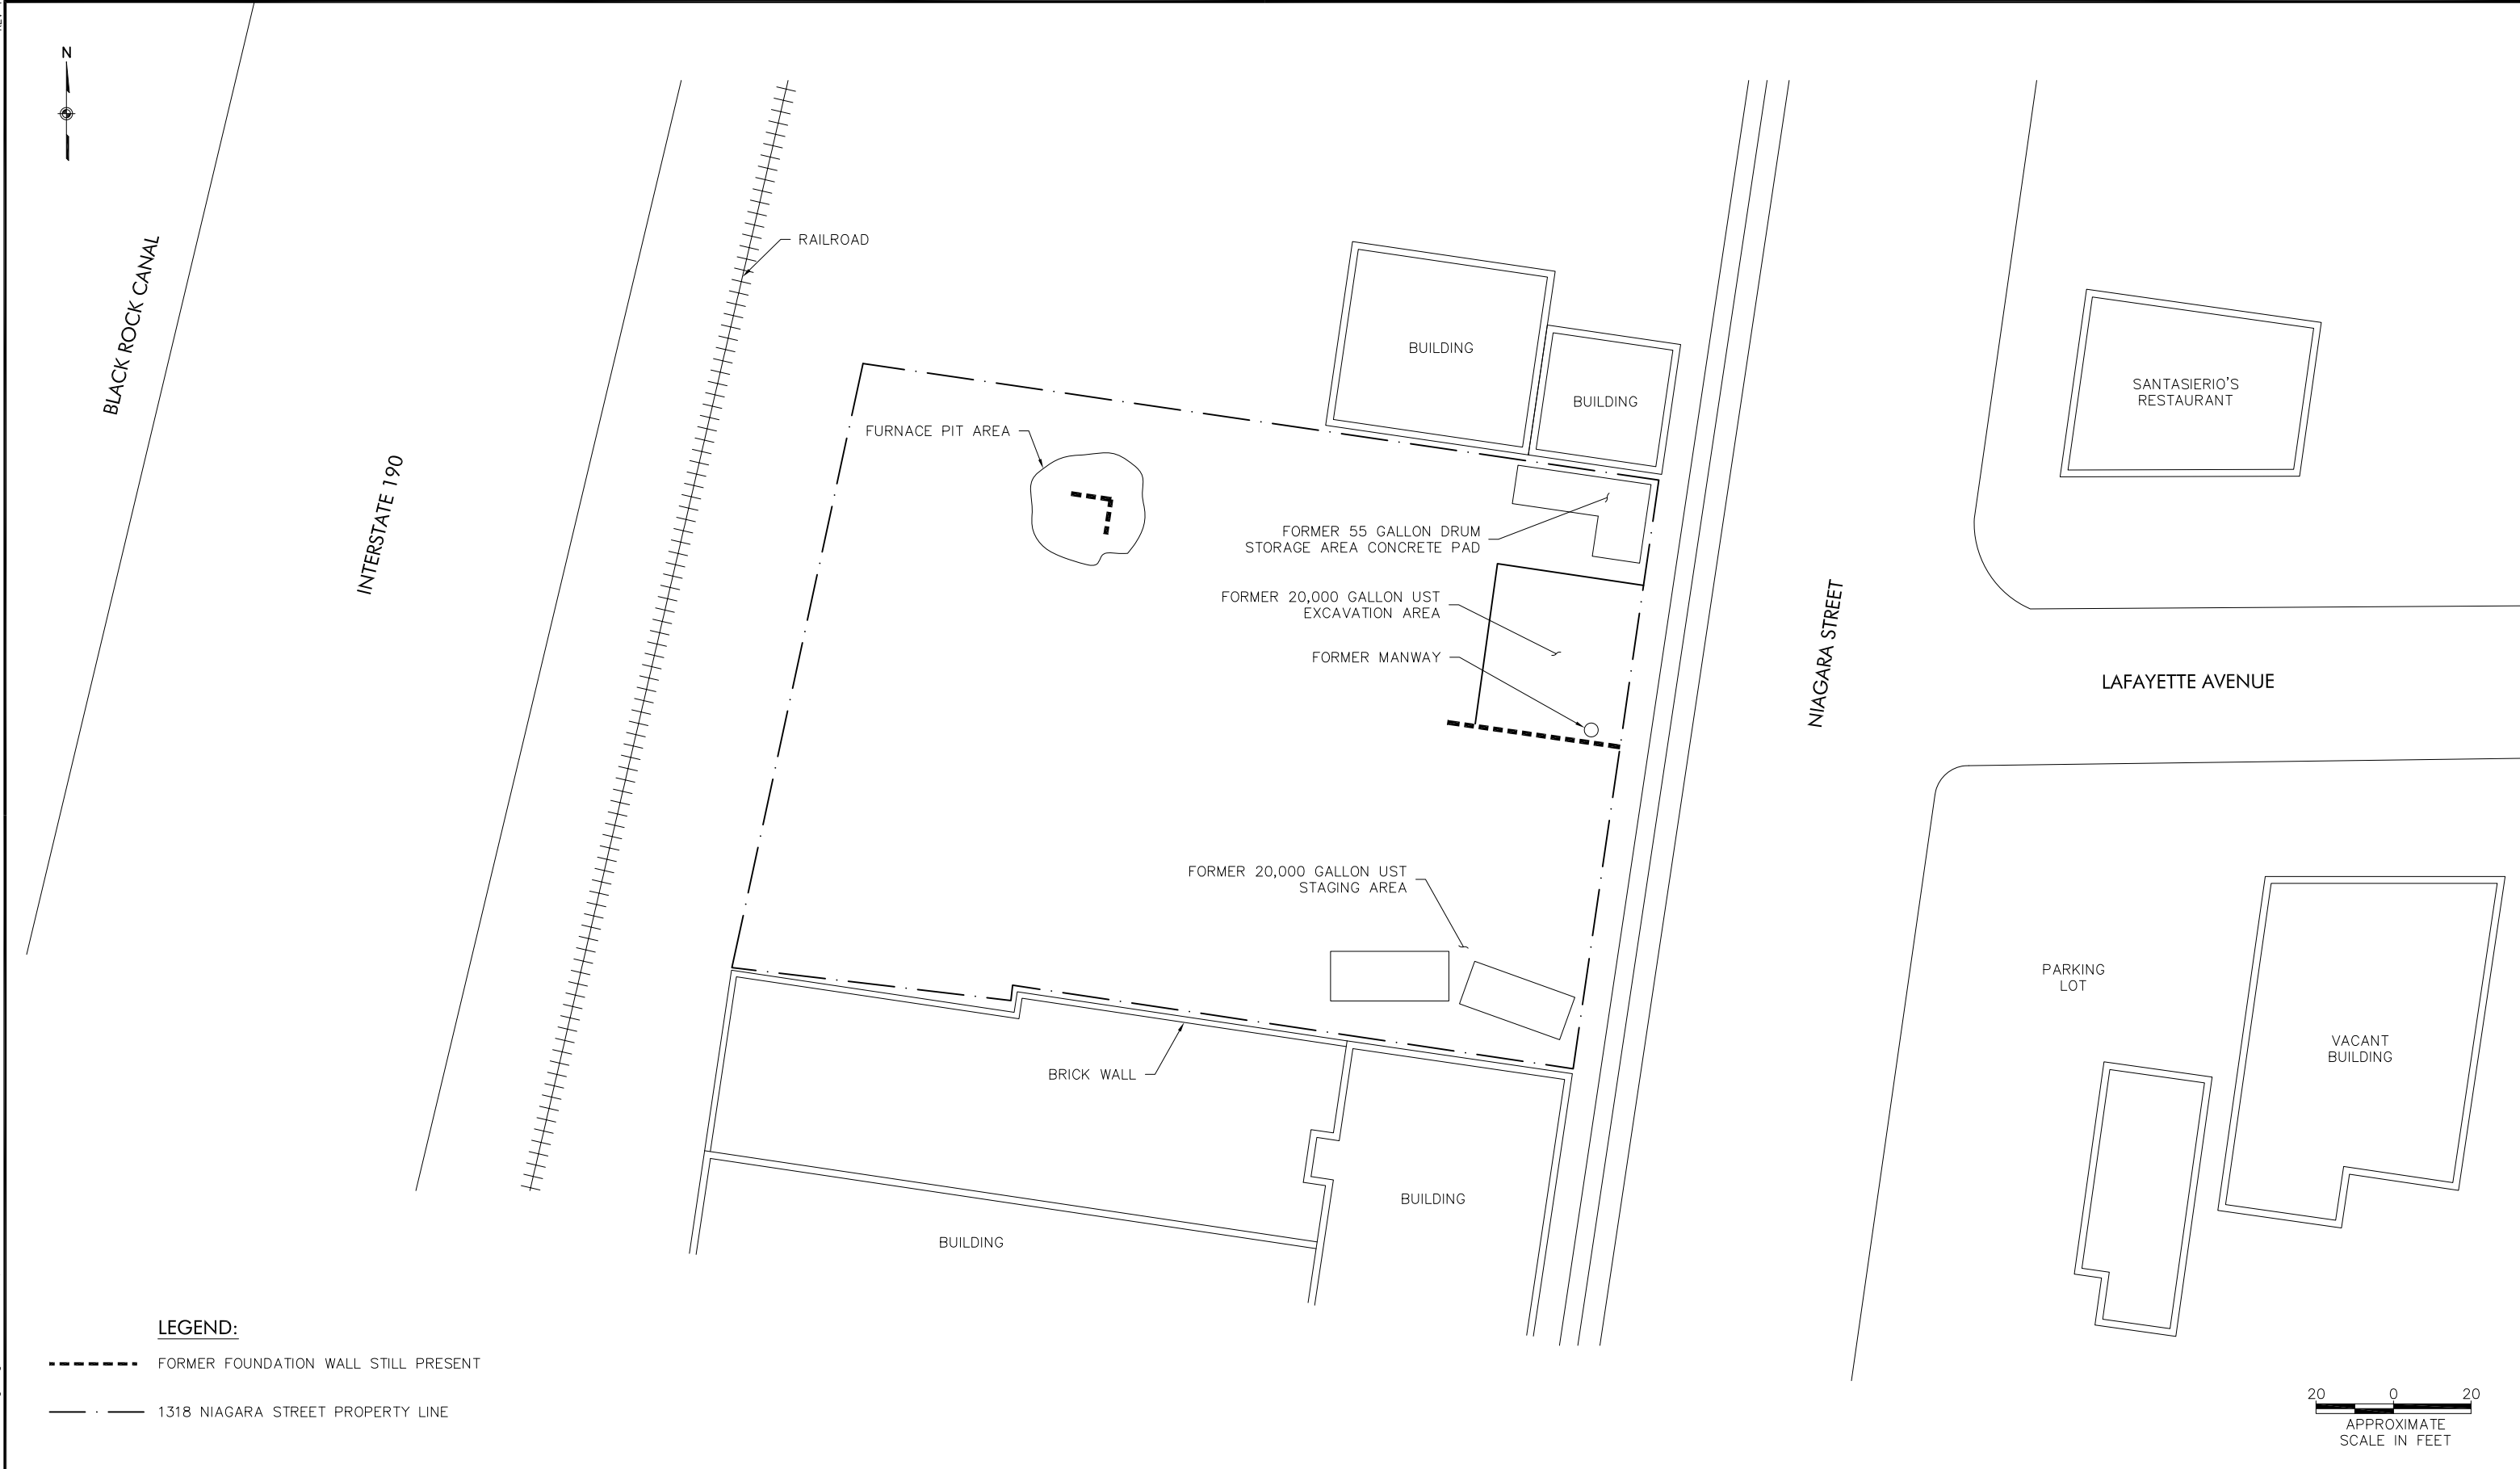 N
BLACK ROCK CANAL
INTERSTATE 190
RAILROAD
FURNACE PIT AREA
BUILDING
BUILDING
SANTASIERIO'S
RESTAURANT
FORMER 55 GALLON DRUM
STORAGE AREA CONCRETE PAD
FORMER 20,000 GALLON UST
EXCAVATION AREA
FORMER MANWAY
NIAGARA STREET
LAFAYETTE AVENUE
FORMER 20,000 GALLON UST
STAGING AREA
PARKING
LOT
VACANT
BUILDING
BRICK WALL
BUILDING
BUILDING
LEGEND:
FORMER FOUNDATION WALL STILL PRESENT
1318 NIAGARA STREET PROPERTY LINE
20 0 20
APPROXIMATE
SCALE IN FEET